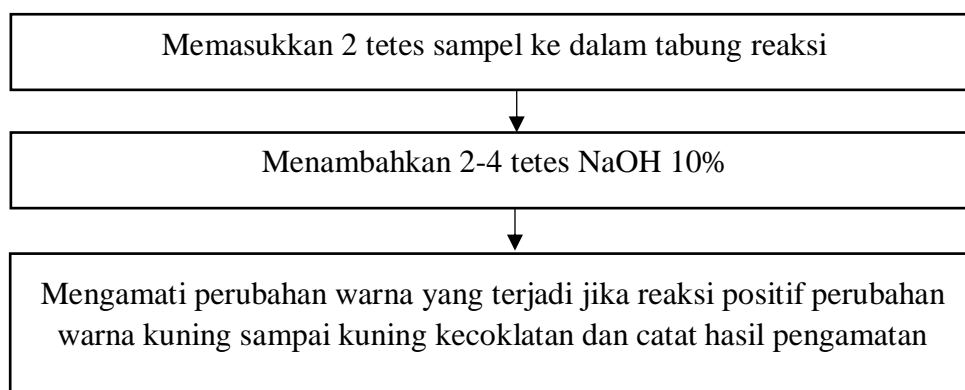 Memasukkan 2 tetes sampel ke dalam tabung reaksi
Menambahkan 2-4 tetes NaOH 10%
Mengamati perubahan warna yang terjadi jika reaksi positif perubahan
warna kuning sampai kuning kecoklatan dan catat hasil pengamatan